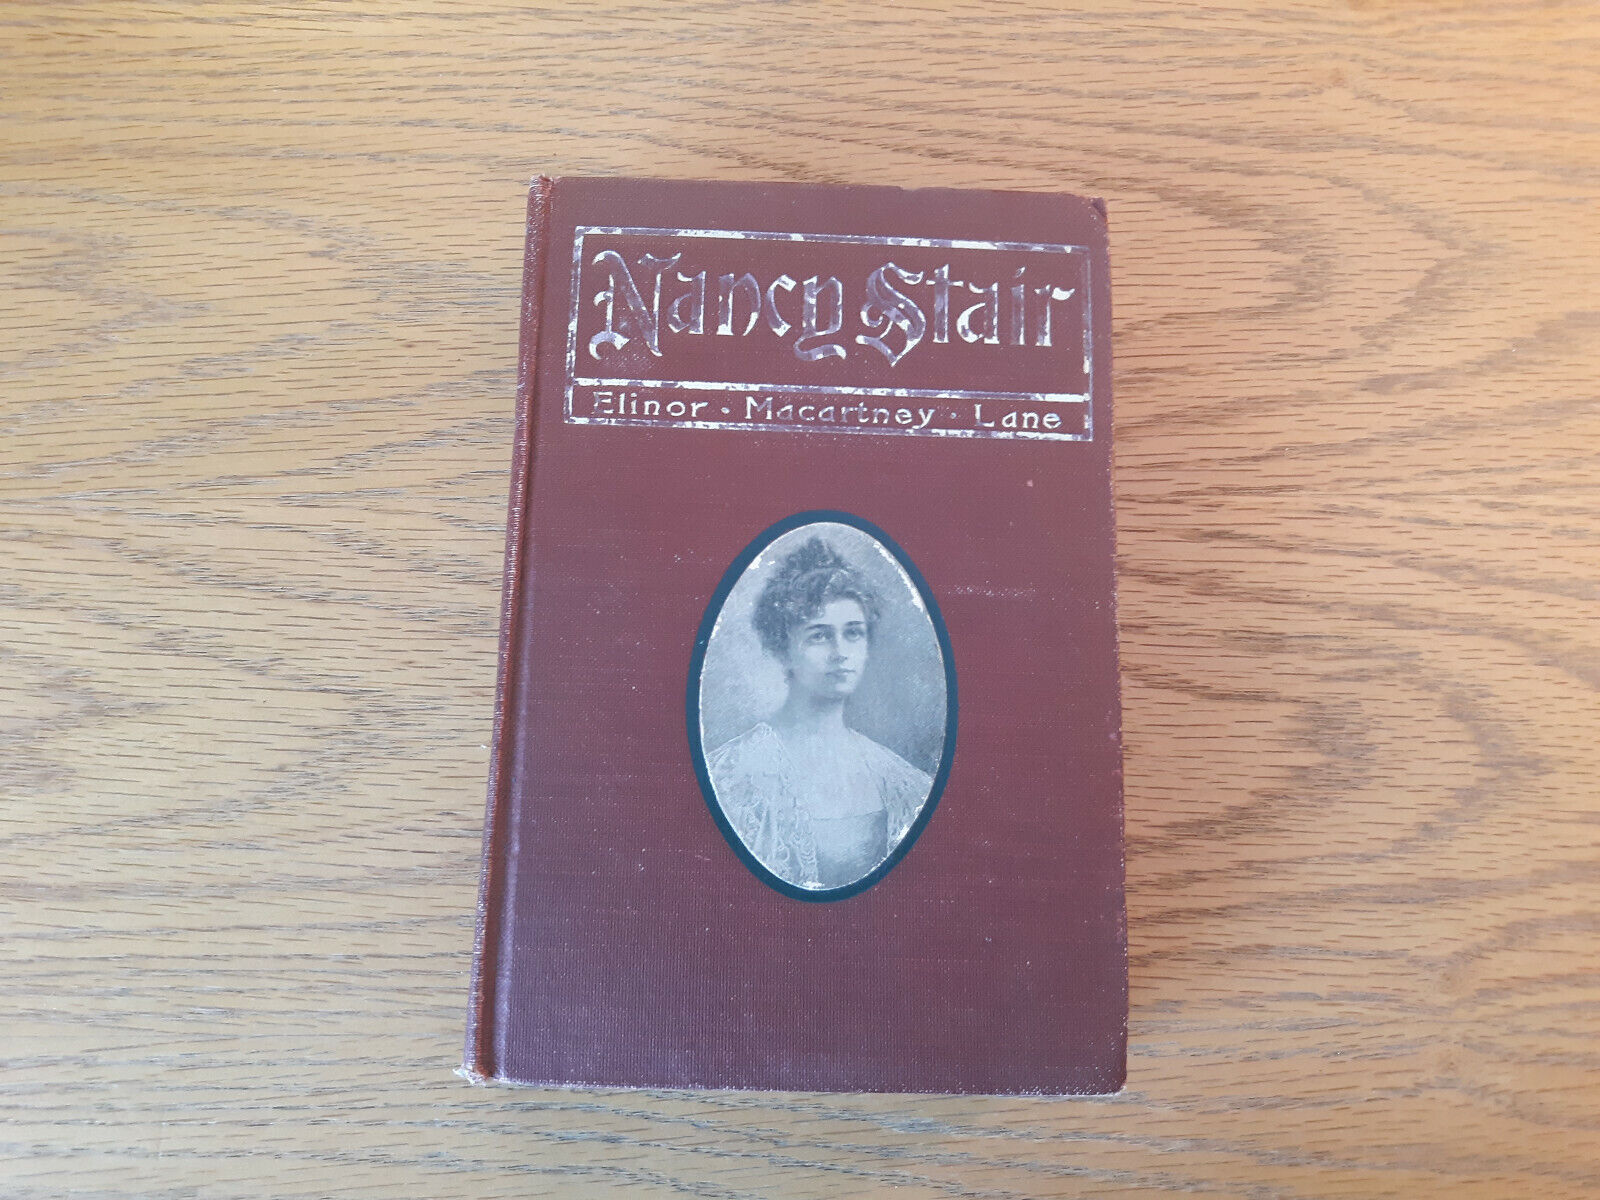 Nancy Stair
Elinor · Macartney · Lane